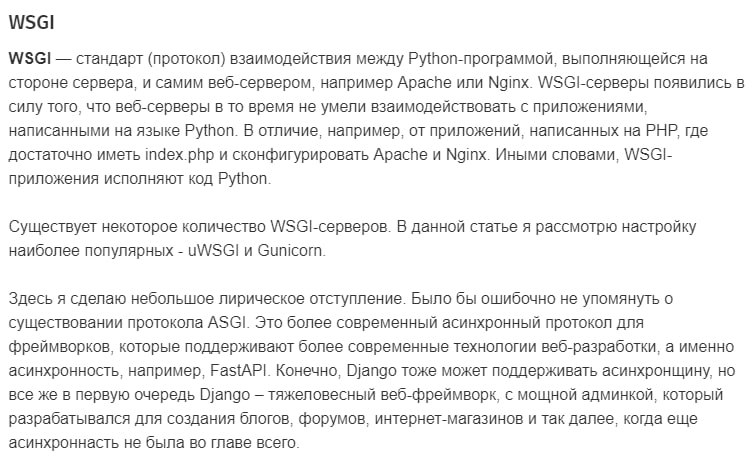 WSGI
WSGI — стандарт (протокол) взаимодействия между Python-программой, выполняющейся на
стороне сервера, и самим веб-сервером, например Apache или Nginx. WSGI-серверы появились в
силу того, что веб-серверы в то время не умели взаимодействовать с приложениями,
написанными на языке Python. В отличие, например, от приложений, написанных на PHP, где
достаточно иметь index.php и сконфигурировать Apache и Nginx. Иными словами, WSGI-
приложения исполняют код Python.
Существует некоторое количество WSGI-серверов. В данной статье я рассмотрю настройку
наиболее популярных - uWSGI и Gunicorn.
Здесь я сделаю небольшое лирическое отступление. Было бы ошибочно не упомянуть о
существовании протокола ASGI. Это более современный асинхронный протокол для
фреймворков, которые поддерживают более современные технологии веб-разработки, а именно
асинхронность, например, FastAPI. Конечно, Django тоже может поддерживать асинхронщину, но
все же в первую очередь Django – тяжеловесный веб-фреймворк, с мощной админкой, который
разрабатывался для создания блогов, форумов, интернет-магазинов и так далее, когда еще
асинхроннасть не была во главе всего.